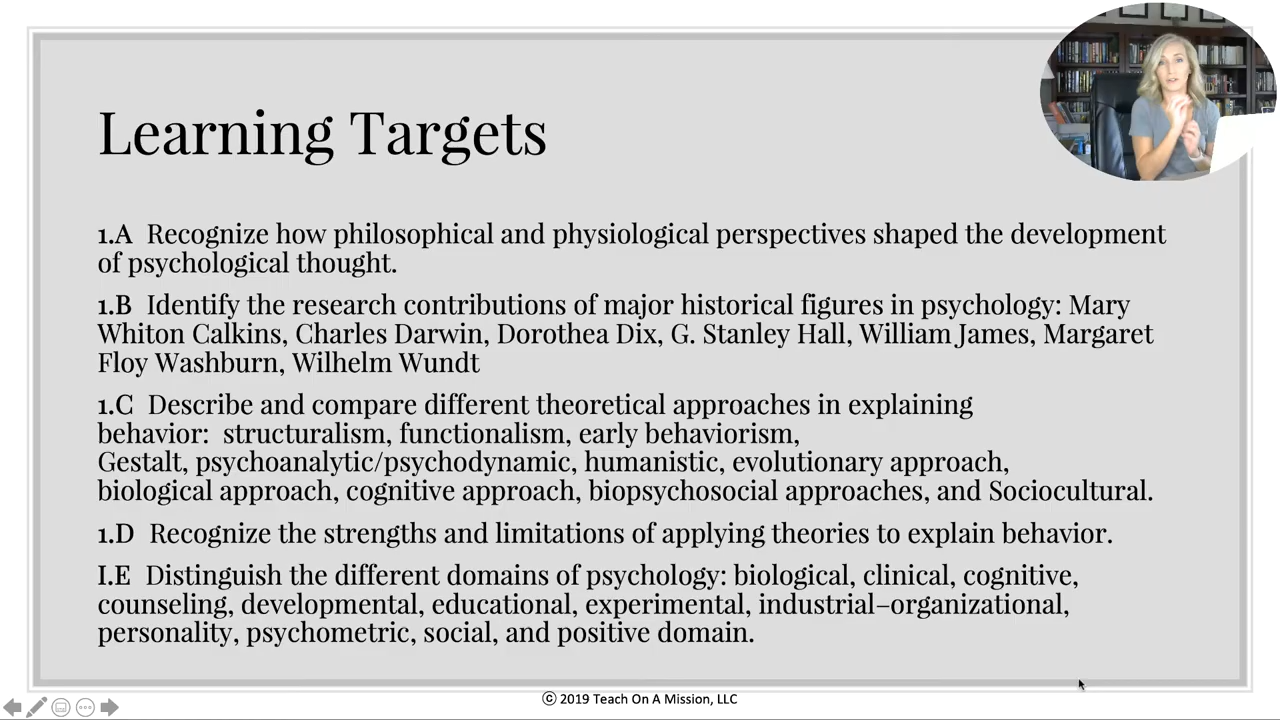 Learning Targets
1.A Recognize how philosophical and physiological perspectives shaped the development
of psychological thought.
1.B Identify the research contributions of major historical figures in psychology: Mary
Whiton Calkins, Charles Darwin, Dorothea Dix, G. Stanley Hall, William James, Margaret
Floy Washburn, Wilhelm Wundt
1.C Describe and compare different theoretical approaches in explaining
behavior: structuralism, functionalism, early behaviorism,
Gestalt, psychoanalytic/psychodynamic, humanistic, evolutionary approach,
biological approach, cognitive approach, biopsychosocial approaches, and Sociocultural.
1.D Recognize the strengths and limitations of applying theories to explain behavior.
I.E Distinguish the different domains of psychology: biological, clinical, cognitive,
counseling, developmental, educational, experimental, industrial–organizational,
personality, psychometric, social, and positive domain.
© 2019 Teach On A Mission, LLC